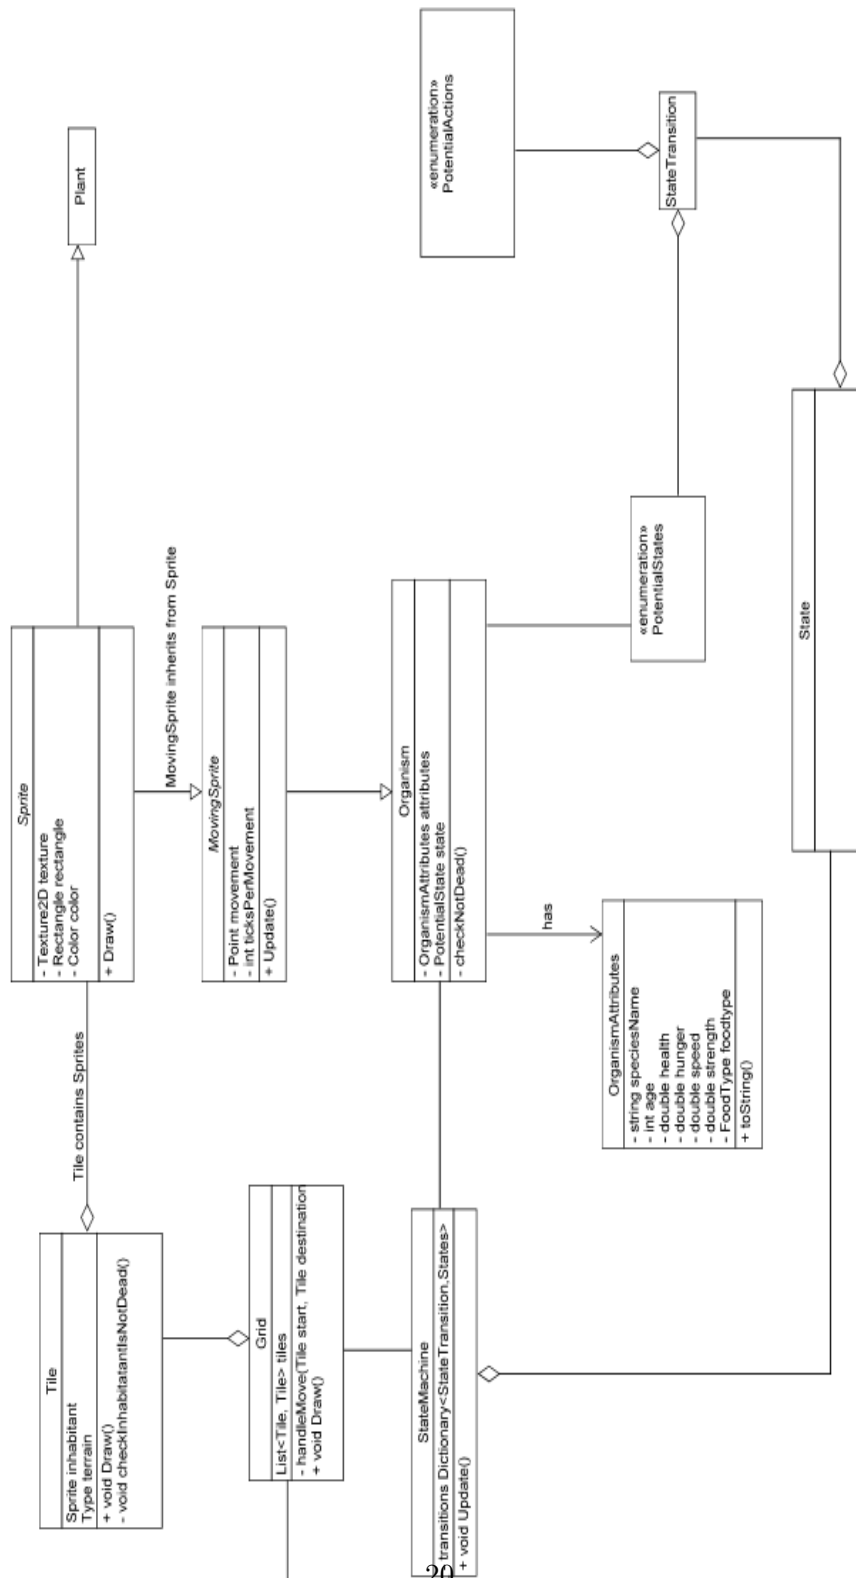 Tile
Sprite inhabitant
Type terrain
+ void Draw()
- void checkInhabitatantIsNotDead()
Tile contains Sprites
Sprite
- Texture2D texture
- Rectangle rectangle
- Color color
+ Draw()
Plant
MovingSprite inherits from Sprite
Grid
List<Tile, Tile> tiles
- handleMove(Tile start, Tile destination
+ void Draw()
MovingSprite
- Point movement
- int ticksPerMovement
+ Update()
StateMachine
transitions Dictionary<StateTransition,States>
+ void Update()
Organism
- OrganismAttributes attributes
- PotentialState state
- checkNotDead()
«enumeration»
PotentialActions
has
OrganismAttributes
- string speciesName
- int age
- double health
- double hunger
- double speed
- double strength
- FoodType foodtype
+ toString()
«enumeration»
PotentialStates
StateTransition
State
20